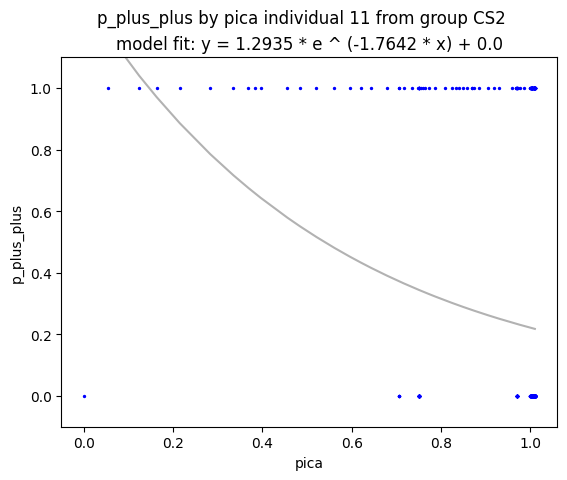 p_plus_plus by pica individual 11 from group CS2
model fit: y = 1.2935 * e ^ (-1.7642 * x) + 0.0
1.0
0.8
0.6
0.4
0.2
0.0
p_plus_plus
0.0 0.2 0.4 0.6 0.8 1.0
pica